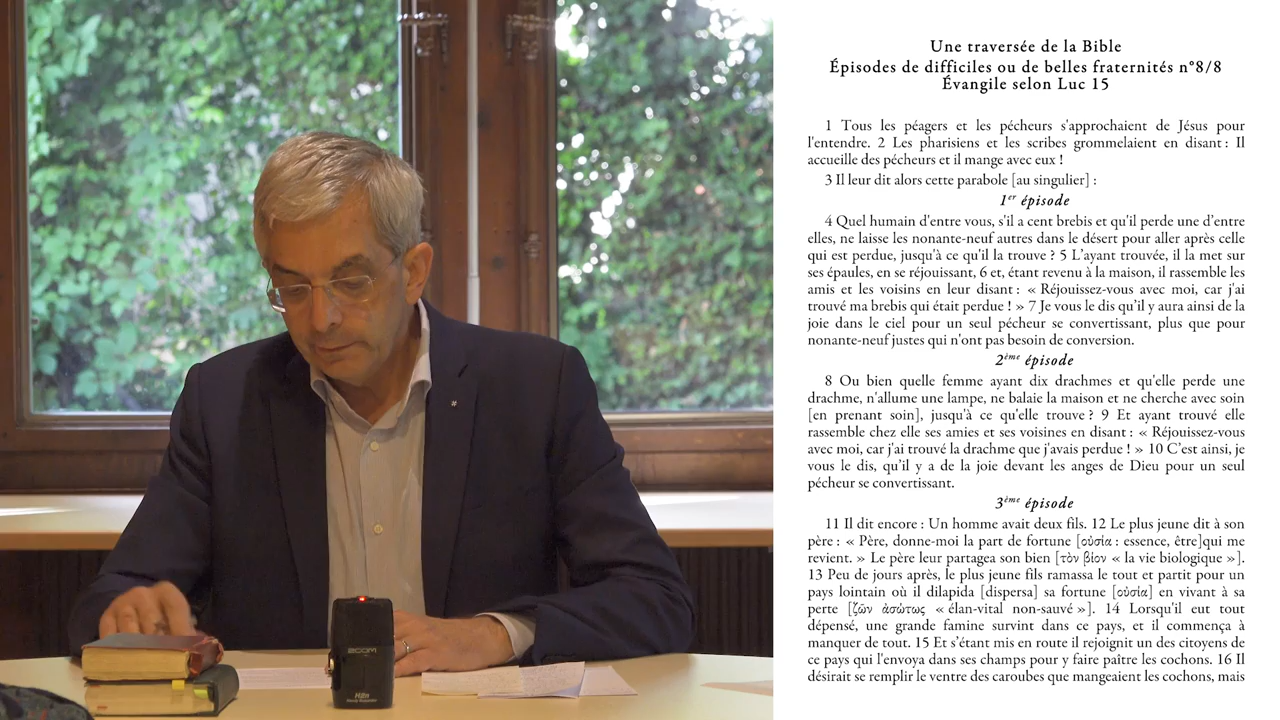 Une traversée de la Bible
Épisodes de difficiles ou de belles fraternités n°8/8
Évangile selon Luc 15
1 Tous les péagers et les pécheurs s'approchaient de Jésus pour
l'entendre. 2 Les pharisiens et les scribes grommelaient en disant : Il
accueille des pécheurs et il mange avec eux !
3 Il leur dit alors cette parabole [au singulier] :
1er épisode
4 Quel humain d'entre vous, s'il a cent brebis et qu'il perde une d’entre
elles, ne laisse les nonante-neuf autres dans le désert pour aller après celle
qui est perdue, jusqu'à ce qu'il la trouve ? 5 L’ayant trouvée, il la met sur
ses épaules, en se réjouissant, 6 et, étant revenu à la maison, il rassemble les
amis et les voisins en leur disant : « Réjouissez-vous avec moi, car j'ai
trouvé ma brebis qui était perdue ! » 7 Je vous le dis qu’il y aura ainsi de la
joie dans le ciel pour un seul pécheur se convertissant, plus que pour
nonante-neuf justes qui n'ont pas besoin de conversion.
2ème épisode
8 Ou bien quelle femme ayant dix drachmes et qu'elle perde une
drachme, n'allume une lampe, ne balaie la maison et ne cherche avec soin
[en prenant soin], jusqu'à ce qu'elle trouve ? 9 Et ayant trouvé elle
rassemble chez elle ses amies et ses voisines en disant : « Réjouissez-vous
avec moi, car j’ai trouvé la drachme que j’avais perdue ! » 10 C’est ainsi, je
vous le dis, qu’il y a de la joie devant les anges de Dieu pour un seul
pécheur se convertissant.
3ème épisode
11 Il dit encore : Un homme avait deux fils. 12 Le plus jeune dit à son
père : « Père, donne-moi la part de fortune [οὐσία : essence, être]qui me
revient. » Le père leur partagea son bien [τὸν βίον « la vie biologique »].
13 Peu de jours après, le plus jeune fils ramassa le tout et partit pour un
pays lointain où il dilapida [dispersa] sa fortune [οὐσία] en vivant à sa
perte [ζῶν ἀσώτως « élan-vital non-sauvé »]. 14 Lorsqu'il eut tout
dépensé, une grande famine survint dans ce pays, et il commença à
manquer de tout. 15 Et s'étant mis en route il rejoignit un des citoyens de
ce pays qui l'envoya dans ses champs pour y faire paître les cochons. 16 Il
désirait se remplir le ventre des caroubes que mangeaient les cochons, mais
ZOOM
H2n